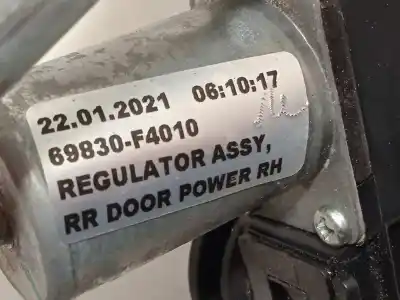 22.01.2021 06:10:17
69830-F4010
REGULATOR ASSY,
RR DOOR POWER RH